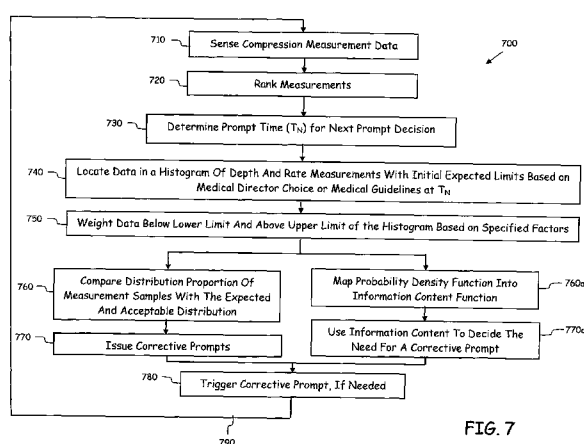 710
Sense Compression Measurement Data
700
720
Rank Measurements
730
Determine Prompt Time (TN) for Next Prompt Decision
740
Locate Data in a Histogram Of Depth And Rate Measurements With Initial Expected Limits Based on
Medical Director Choice or Medical Guidelines at TN
750
Weight Data Below Lower Limit And Above Upper Limit of the Histogram Based on Specified Factors
760
Compare Distribution Proportion Of
Measurement Samples With The Expected
And Acceptable Distribution
Map Probability Density Function Into
Information Content Function
760a
770
Issue Corrective Prompts
Use Information Content To Decide The
Need For A Corrective Prompt
770a
780
Trigger Corrective Prompt, If Needed
790
FIG. 7